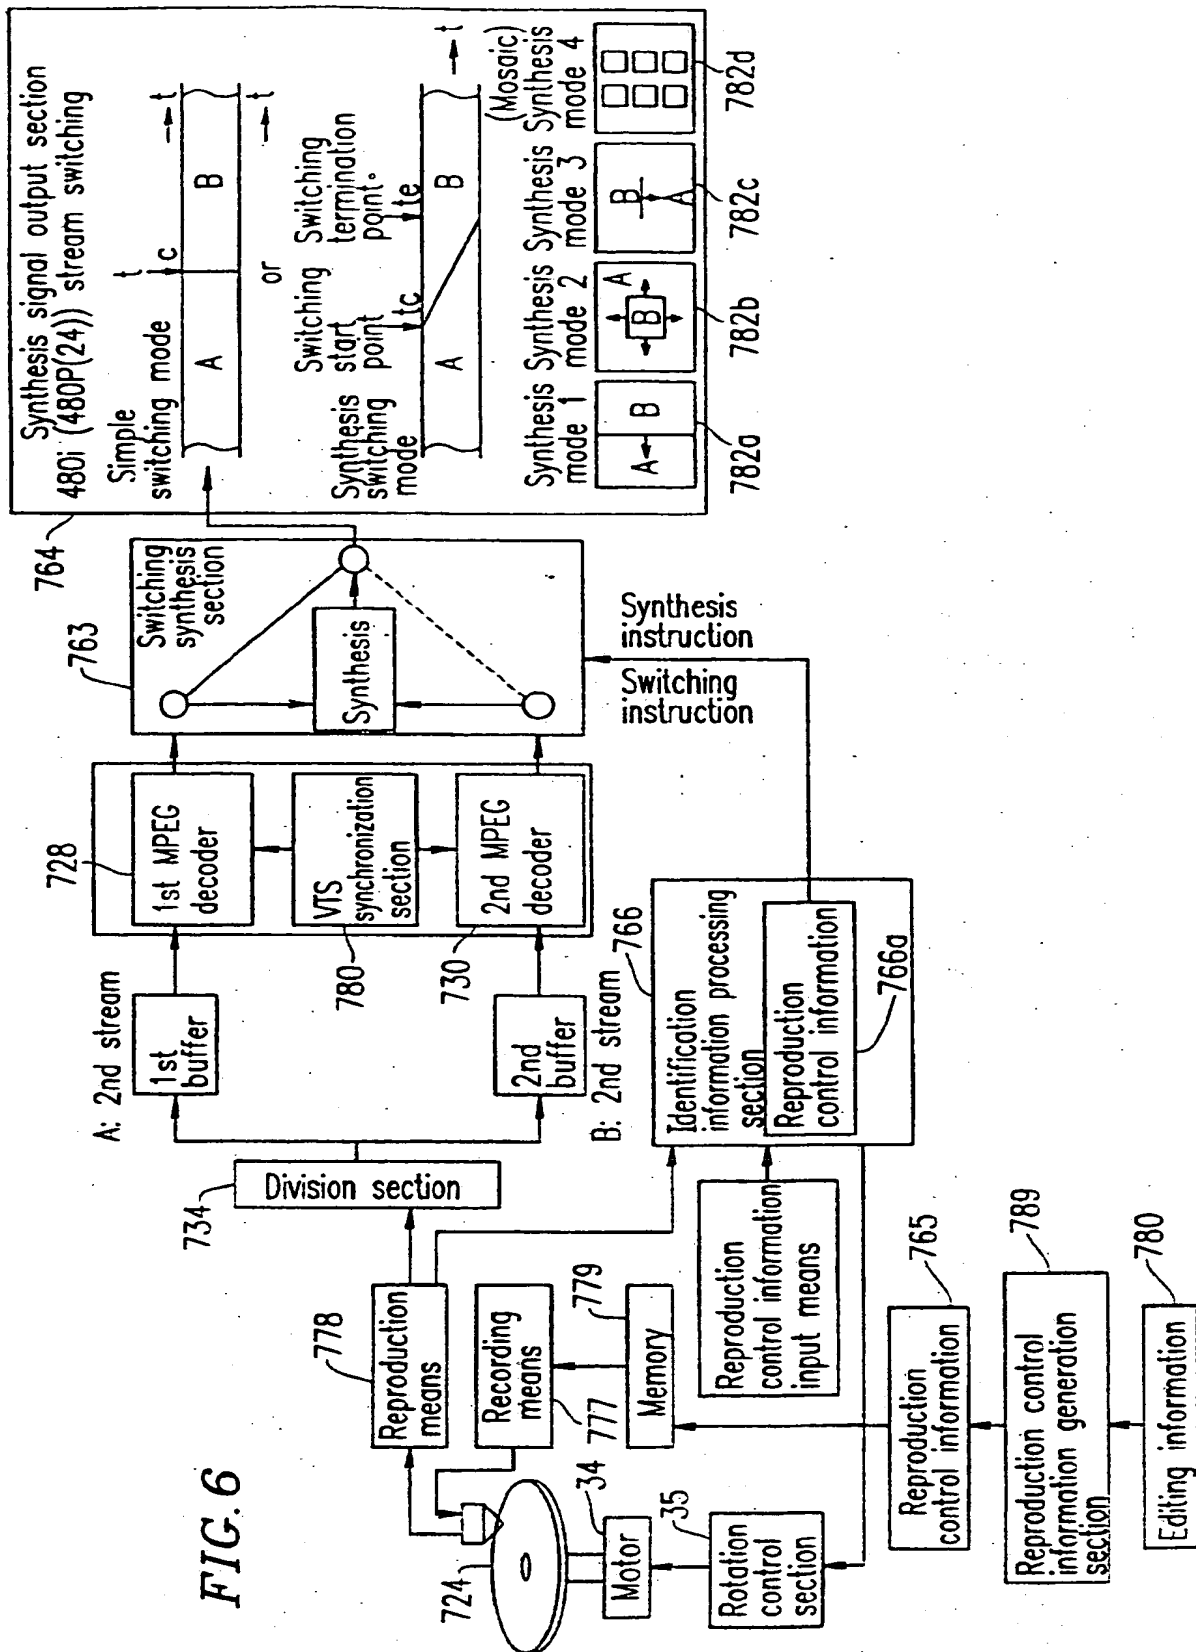 FIG. 6
724
Motor
34
Rotation
control
section
35
778
Reproduction
means
Recording
means
777
779
Memory
Reproduction
control information
input means
765
Reproduction
control information
789
Reproduction control
information generation
section
780
Editing information
734
Division section
A: 2nd stream
1st
buffer
2nd
buffer
B: 2nd stream
728
1st MPEG
decoder
VTS
synchronization
section
780
2nd MPEG
decoder
730
766
Identification
information processing
section
Reproduction
control information
766a
763
Switching
synthesis
section
Synthesis
Switching
instruction
Synthesis
instruction
764
Synthesis signal output section
480i (480P(24)) stream switching
Simple
switching mode
t
c
t
A
B
t
or
Synthesis
switching
mode
Switching
start
point
tc
Switching
termination
point.
te
A
B
t
Synthesis
mode 1
A
B
782a
Synthesis
mode 2
B
A
782b
Synthesis
mode 3
B
A
782c
(Mosaic)
Synthesis
mode 4
782d